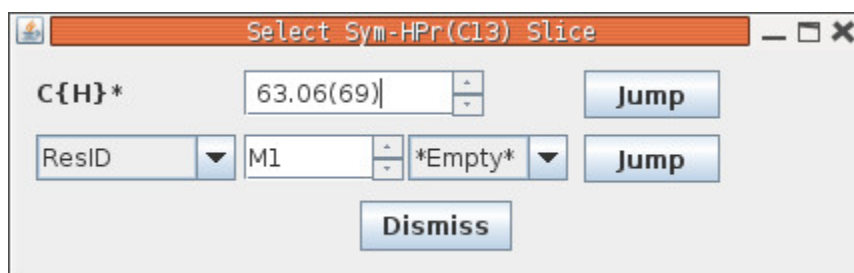 Select Sym-HPr(C13) Slice
C{H}* 63.06(69) Jump
ResID M1 *Empty* Jump
Dismiss